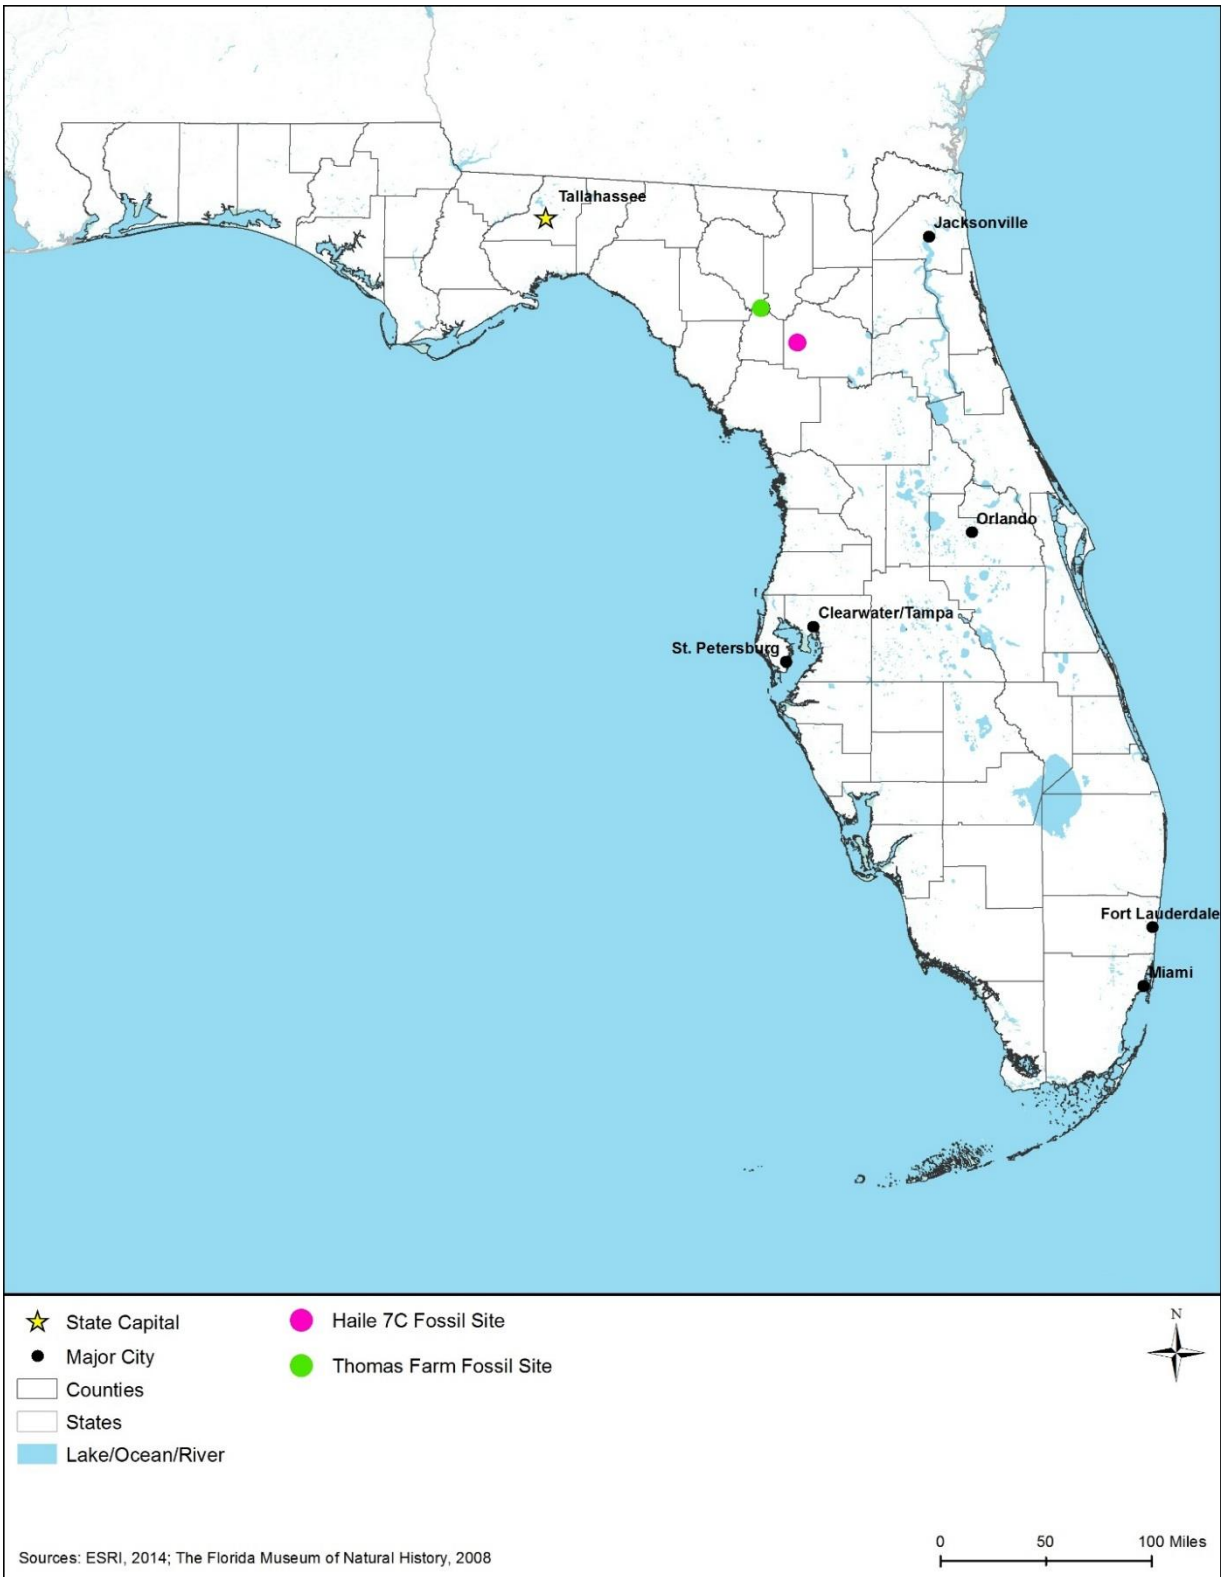 Tallahassee
Jacksonville
Orlando
Clearwater/Tampa
St. Petersburg
Fort Lauderdale
Miami
State Capital
Major City
Counties
States
Lake/Ocean/River
Haile 7C Fossil Site
Thomas Farm Fossil Site
N
0 50 100 Miles
Sources: ESRI, 2014; The Florida Museum of Natural History, 2008